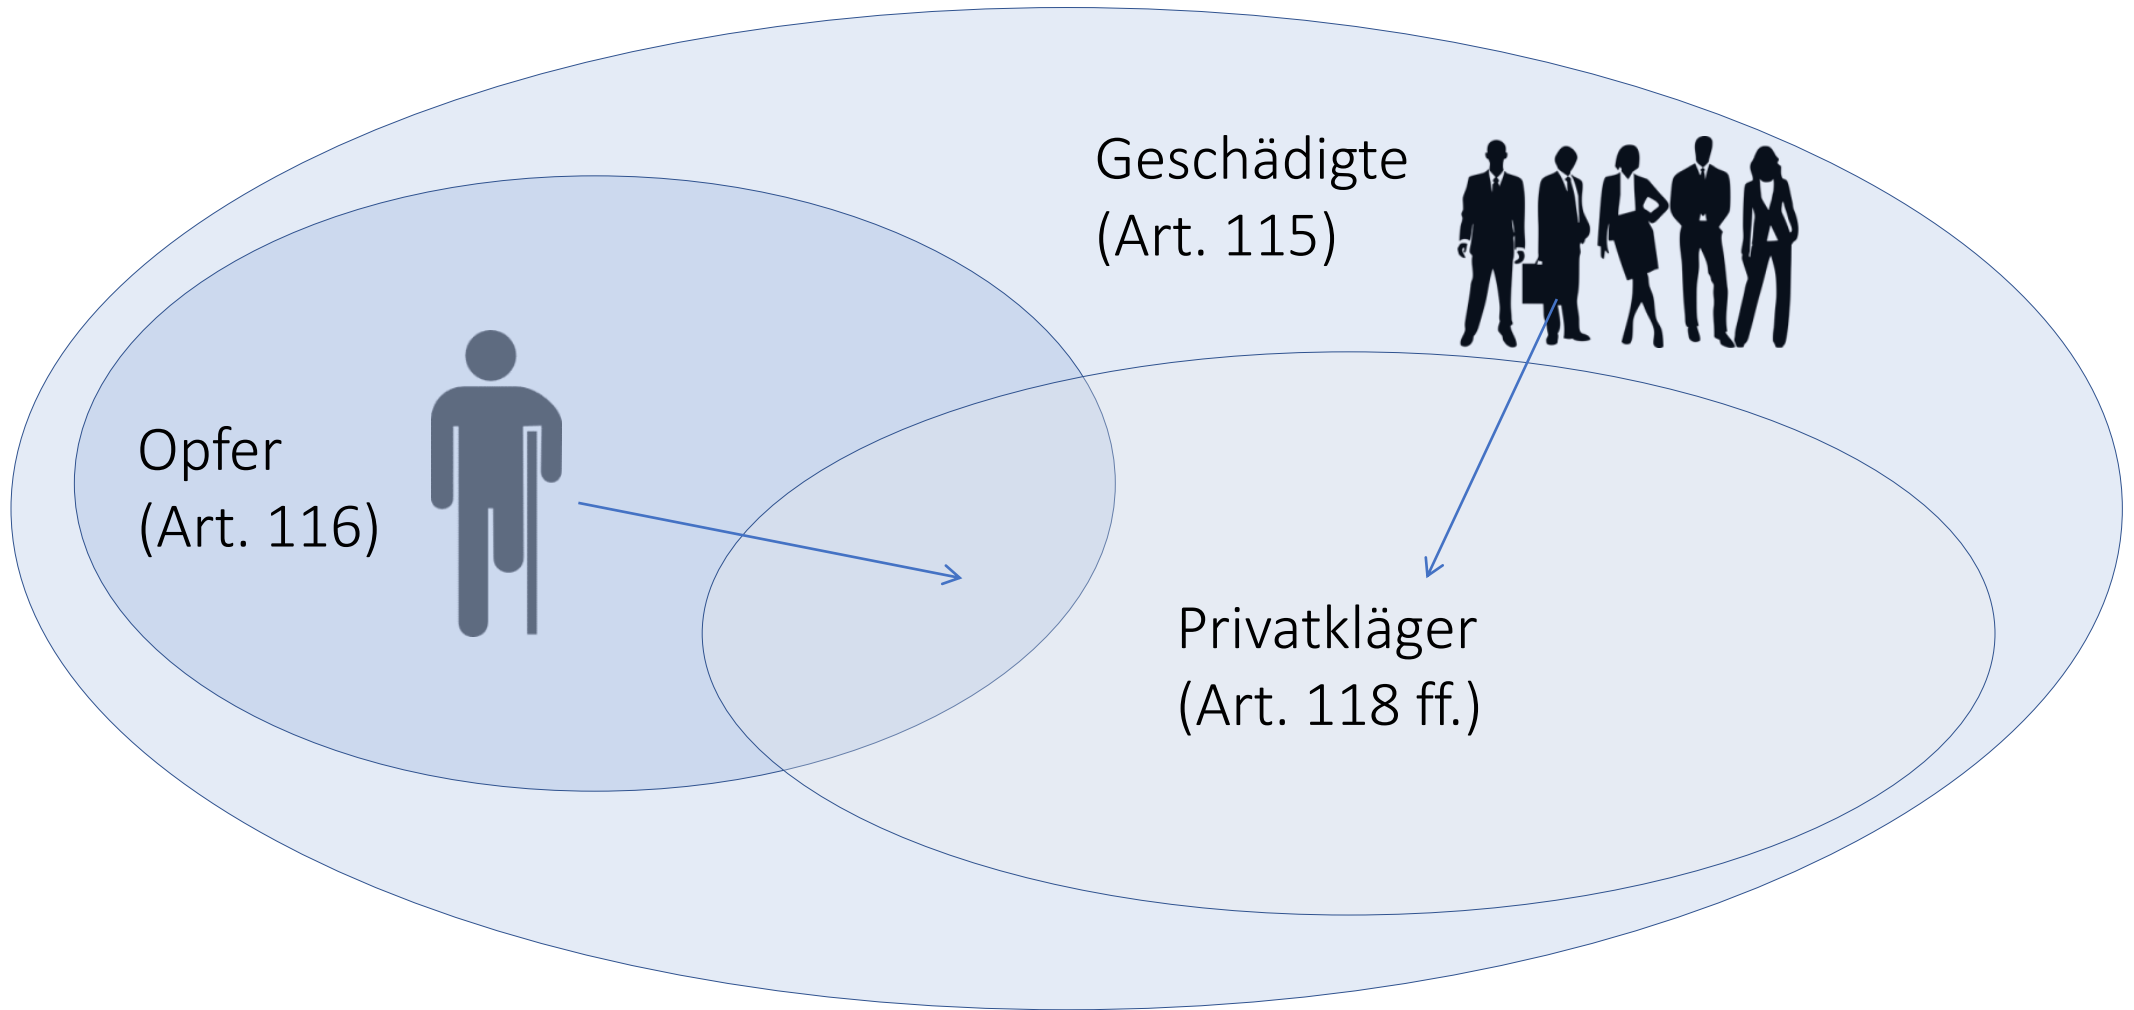 Geschädigte
(Art. 115)
Opfer
(Art. 116)
Privatkläger
(Art. 118 ff.)